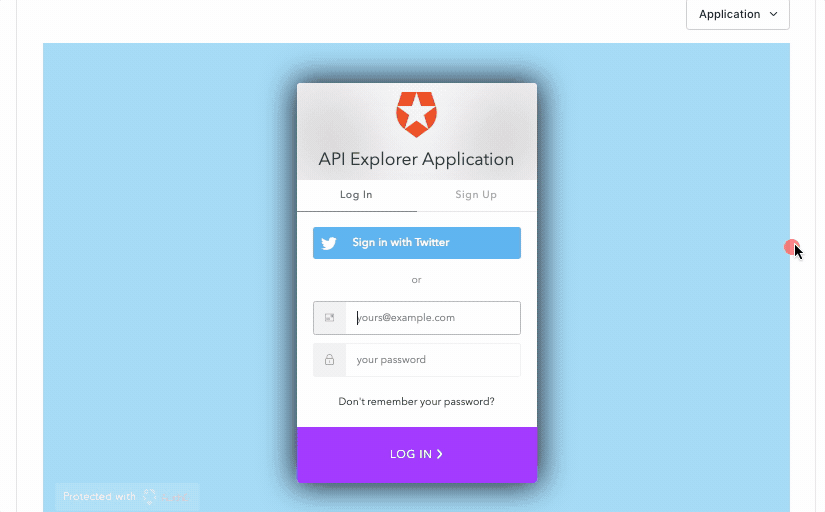 Application
API Explorer Application
Log In
Sign Up
Sign in with Twitter
or
yours@example.com
your password
Don't remember your password?
LOG IN
Protected with